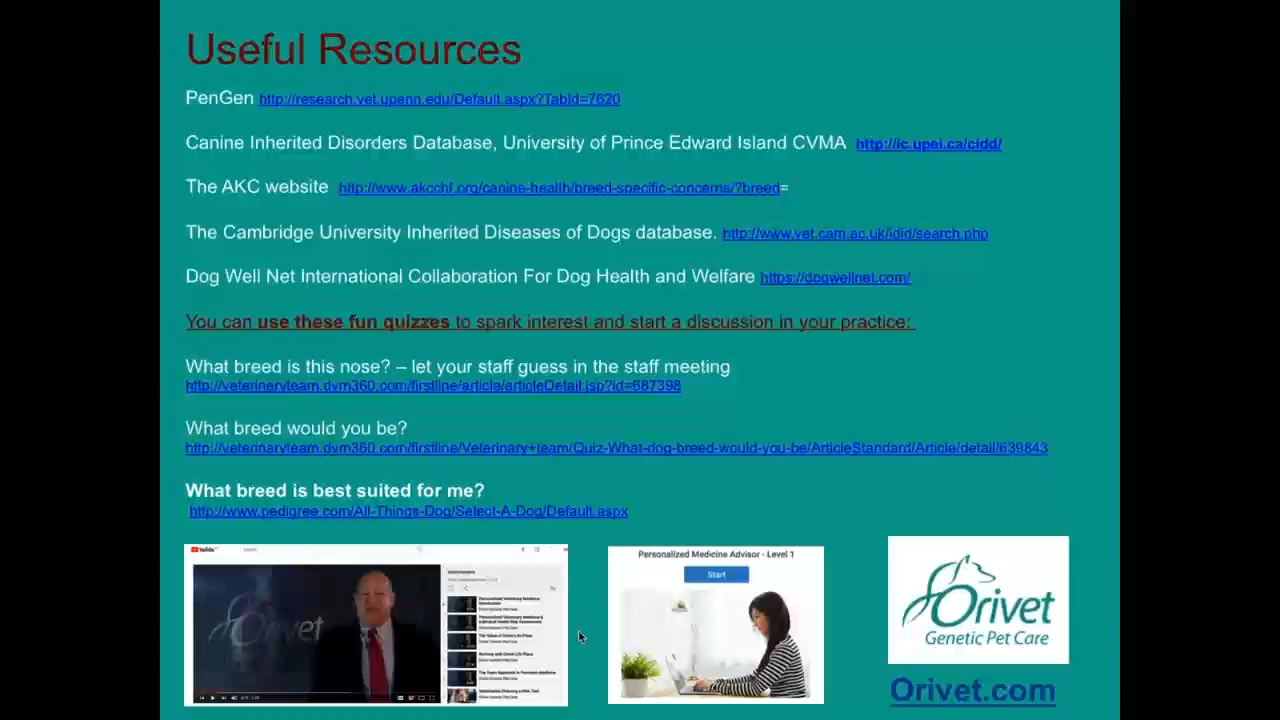 Useful Resources
PenGen http://research.vet.upenn.edu/Default.aspx?TabId=7620
Canine Inherited Disorders Database, University of Prince Edward Island CVMA http://ic.upei.ca/cidd/
The AKC website http://www.akcchf.org/canine-health/breed-specific-concerns/?breed=
The Cambridge University Inherited Diseases of Dogs database. http://www.vet.cam.ac.uk/idid/search.php
Dog Well Net International Collaboration For Dog Health and Welfare https://dogwellnet.com/
You can use these fun quizzes to spark interest and start a discussion in your practice:
What breed is this nose? – let your staff guess in the staff meeting
http://veterinaryteam.dvm360.com/firstline/article/articleDetail.jsp?id=687398
What breed would you be?
http://veterinaryteam.dvm360.com/firstline/Veterinary+team/Quiz-What-dog-breed-would-you-be/ArticleStandard/Article/detail/639843
What breed is best suited for me?
http://www.pedigree.com/All-Things-Dog/Select-A-Dog/Default.aspx
YouTube
Orivet
Personalized Medicine Advisor - Level 1
Start
Orivet
Genetic Pet Care
Orivet.com